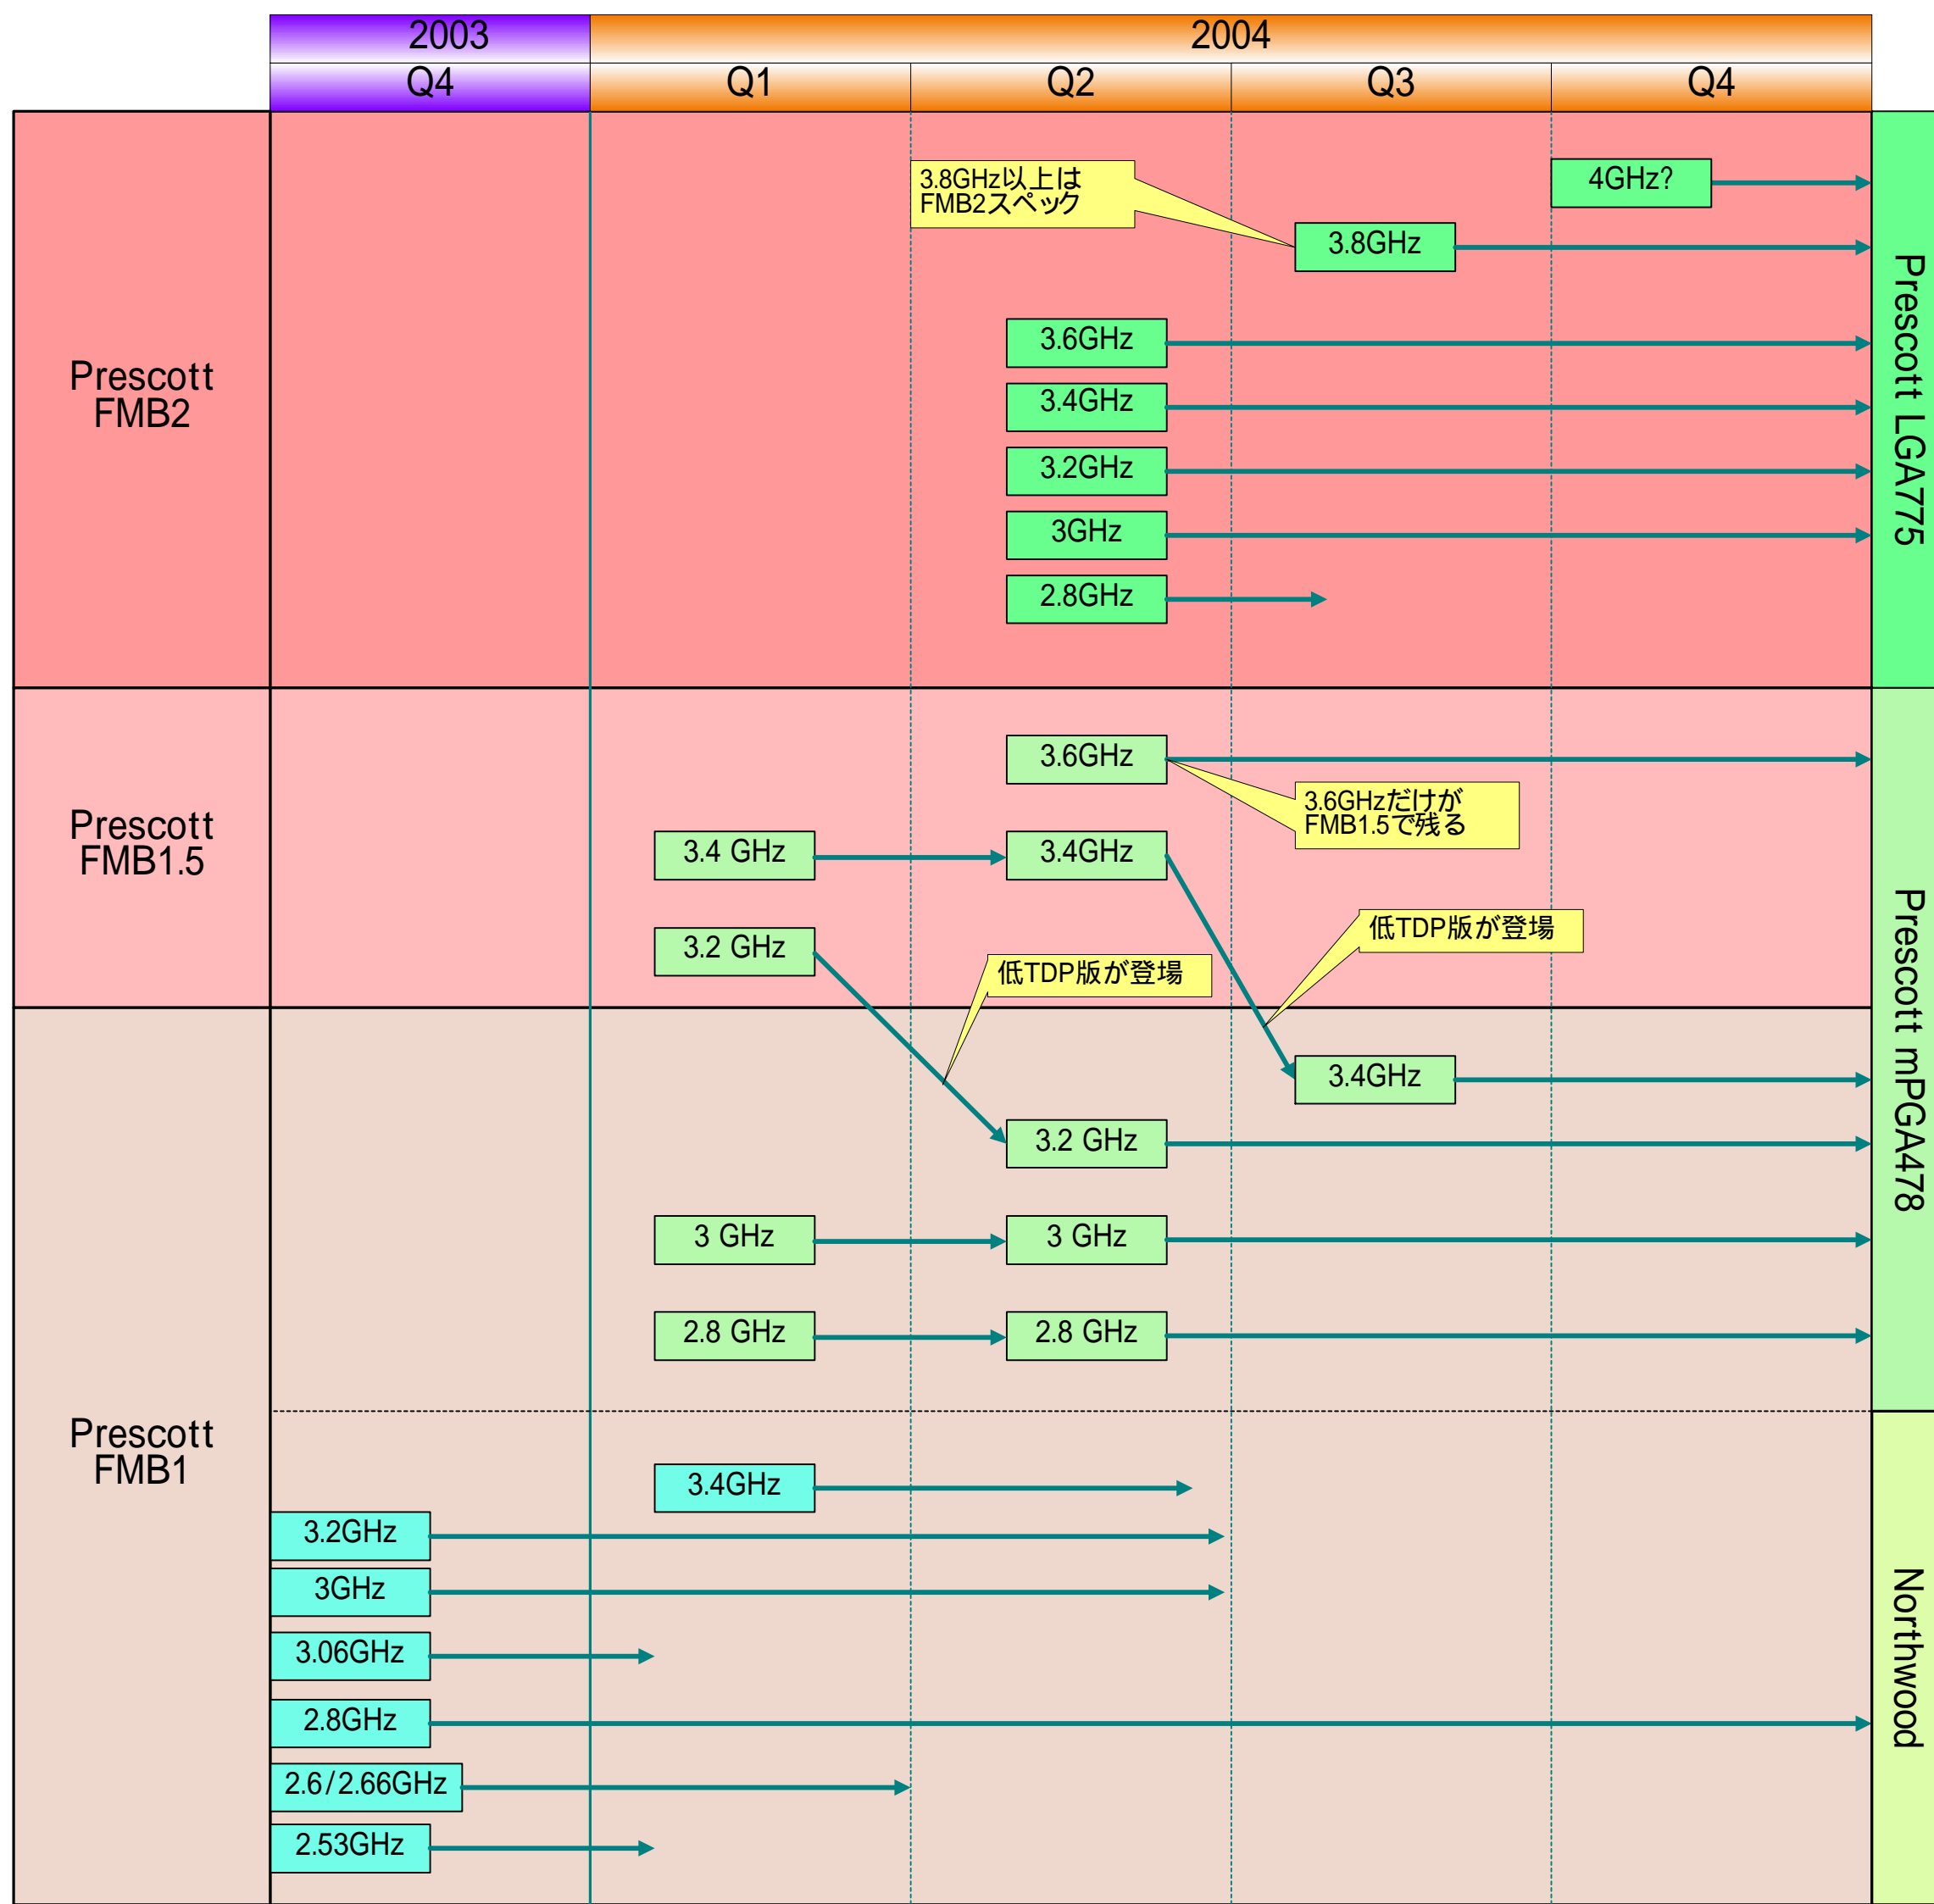 2003
2004
Q4
Q1
Q2
Q3
Q4
Prescott
FMB2
3.8GHz以上は
FMB2スペック
4GHz?
3.8GHz
3.6GHz
3.4GHz
3.2GHz
3GHz
2.8GHz
Prescott LGA775
Prescott
FMB1.5
3.6GHz
3.6GHzだけが
FMB1.5で残る
3.4 GHz
3.4GHz
3.2 GHz
低TDP版が登場
低TDP版が登場
Prescott mPGA478
Prescott
FMB1
3.4GHz
3.2 GHz
3 GHz
3 GHz
2.8 GHz
2.8 GHz
3.4GHz
3.2GHz
3GHz
3.06GHz
2.8GHz
2.6/2.66GHz
2.53GHz
Northwood